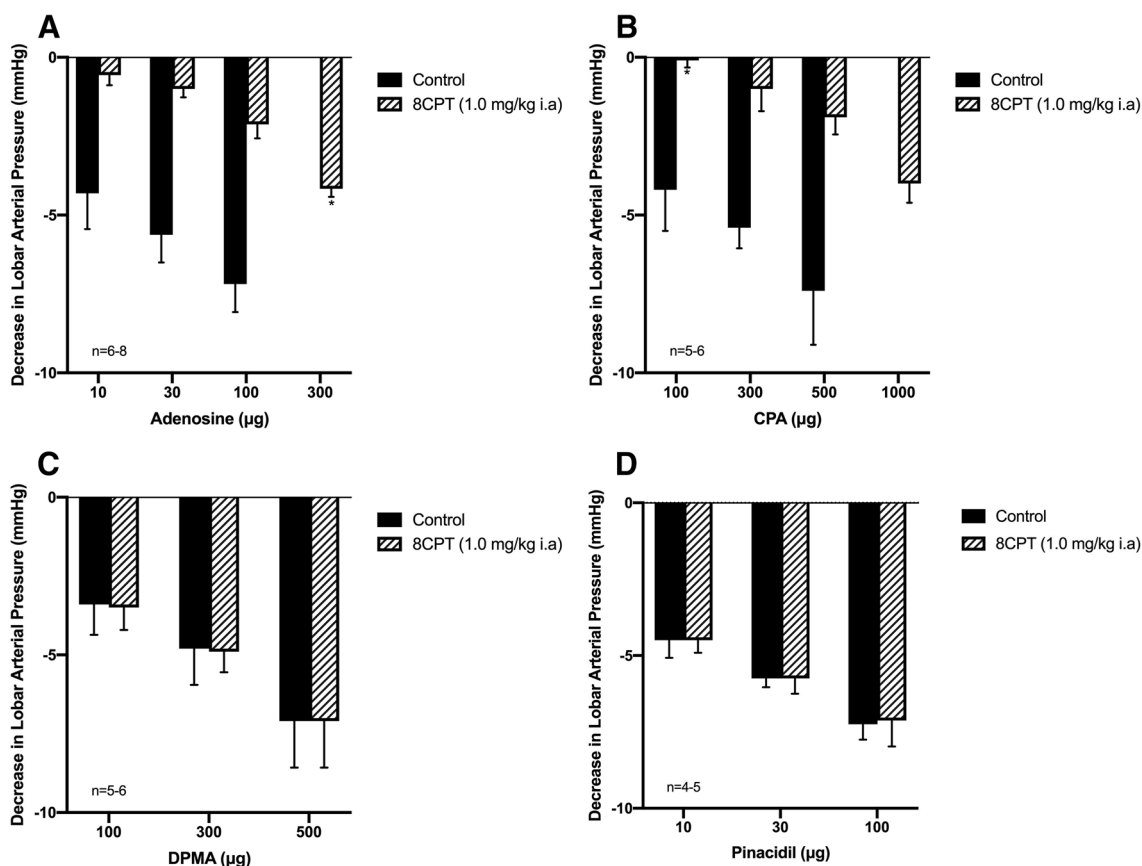 A
Decrease in Lobar Arterial Pressure (mmHg)
0
-5
-10
Control
8CPT (1.0 mg/kg i.a)
*
n=6-8
10 30 100 300
Adenosine (µg)
B
Decrease in Lobar Arterial Pressure (mmHg)
0
-5
-10
Control
8CPT (1.0 mg/kg i.a)
*
n=5-6
100 300 500 1000
CPA (µg)
C
Decrease in Lobar Arterial Pressure (mmHg)
0
-5
-10
Control
8CPT (1.0 mg/kg i.a)
n=5-6
100 300 500
DPMA (µg)
D
Decrease in Lobar Arterial Pressure (mmHg)
0
-5
-10
Control
8CPT (1.0 mg/kg i.a)
n=4-5
10 30 100
Pinacidil (µg)